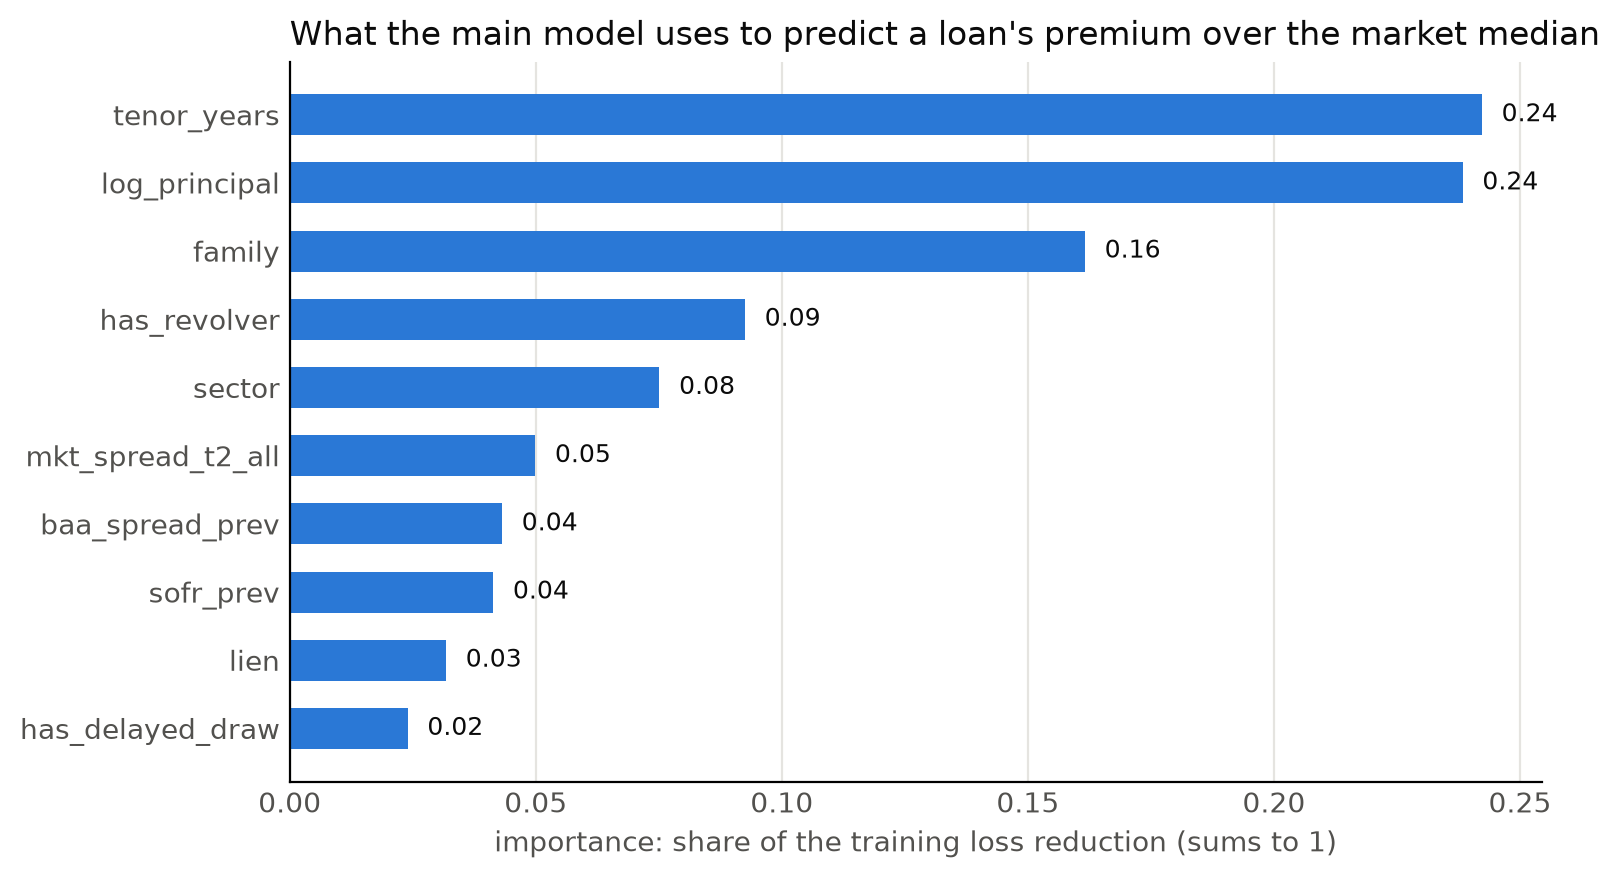 What the main model uses to predict a loan's premium over the market median
tenor_years 0.24
log_principal 0.24
family 0.16
has_revolver 0.09
sector 0.08
mkt_spread_t2_all 0.05
baa_spread_prev 0.04
sofr_prev 0.04
lien 0.03
has_delayed_draw 0.02
0.00 0.05 0.10 0.15 0.20 0.25
importance: share of the training loss reduction (sums to 1)